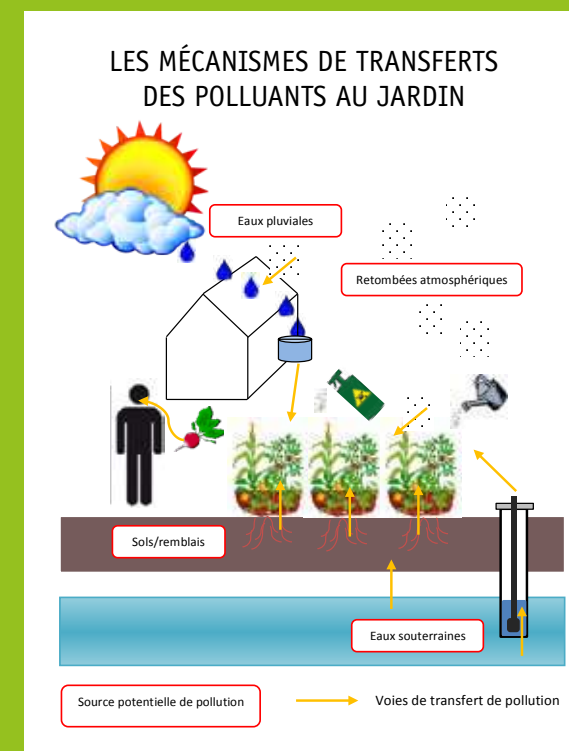 LES MÉCANISMES DE TRANSFERTS
DES POLLUANTS AU JARDIN
Eaux pluviales
Retombées atmosphériques
Sols/remblais
Eaux souterraines
Source potentielle de pollution
Voies de transfert de pollution